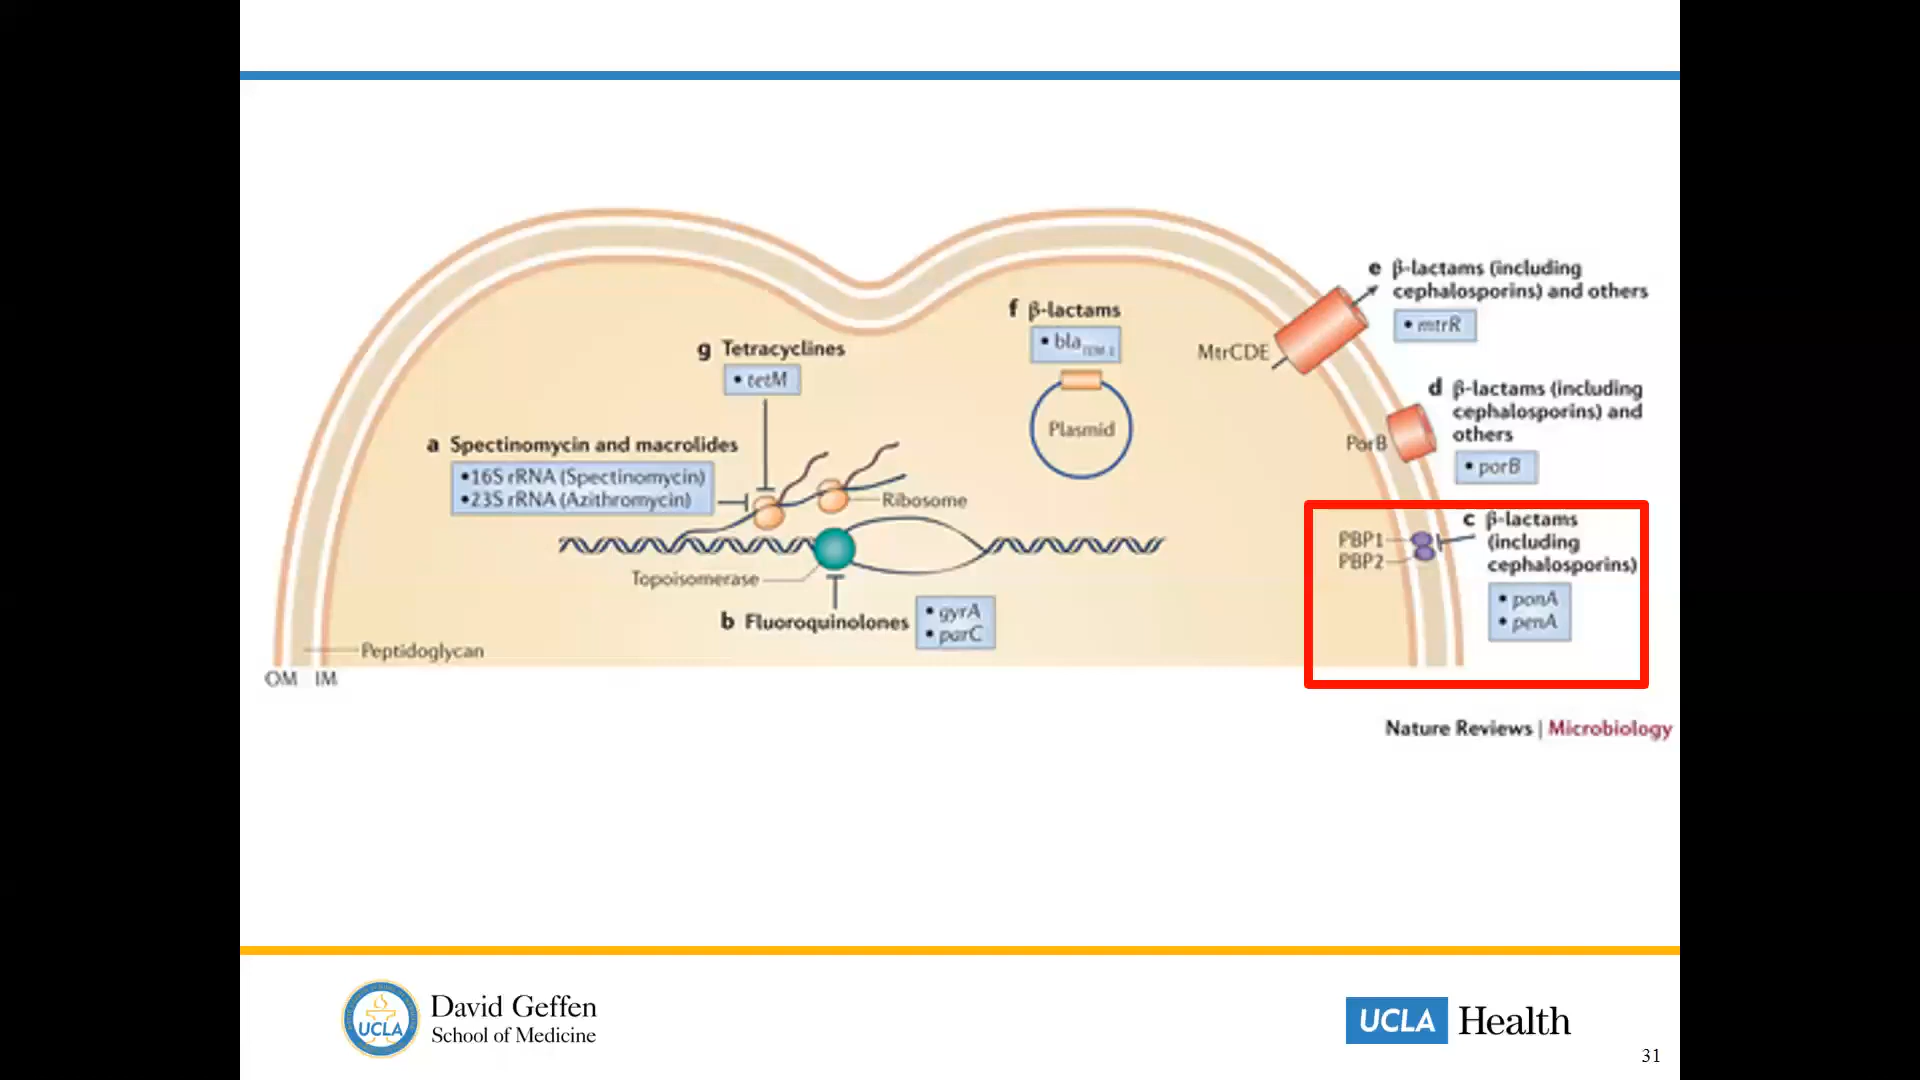 e β-lactams (including
cephalosporins) and others
• mtrR
MtrCDE
f β-lactams
• blaTEM-1
Plasmid
g Tetracyclines
• tetM
d β-lactams (including
cephalosporins) and
others
• porB
PorB
a Spectinomycin and macrolides
•16S rRNA (Spectinomycin)
•23S rRNA (Azithromycin)
Ribosome
Topoisomerase
b Fluoroquinolones
• gyrA
• parC
PBP1
PBP2
c β-lactams
(including
cephalosporins)
• ponA
• penA
Peptidoglycan
OM IM
Nature Reviews | Microbiology
UCLA
David Geffen
School of Medicine
UCLA Health
31